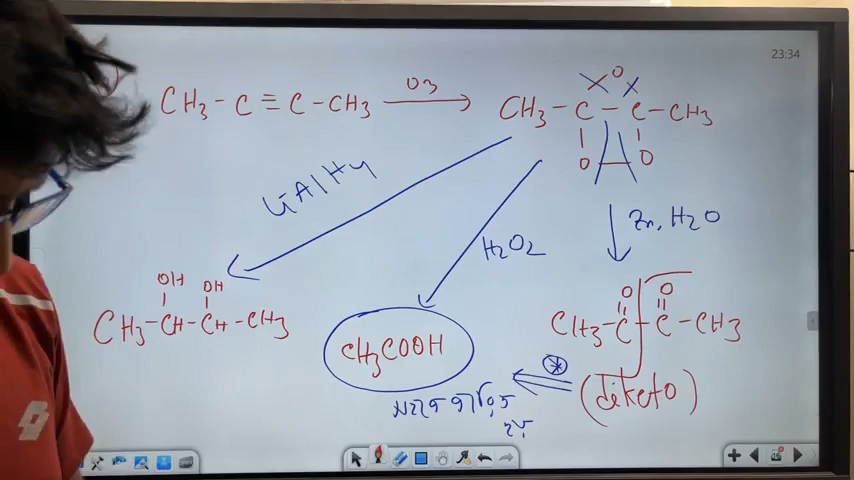 23:34
CH3 - C ≡ C - CH3
O3
CH3 - C - C - CH3
O
O O
LiAlH4
H2O2
Zn, H2O
OH OH
CH3 - CH - CH - CH3
CH3COOH
O O
CH3 - C - C - CH3
(diketo)